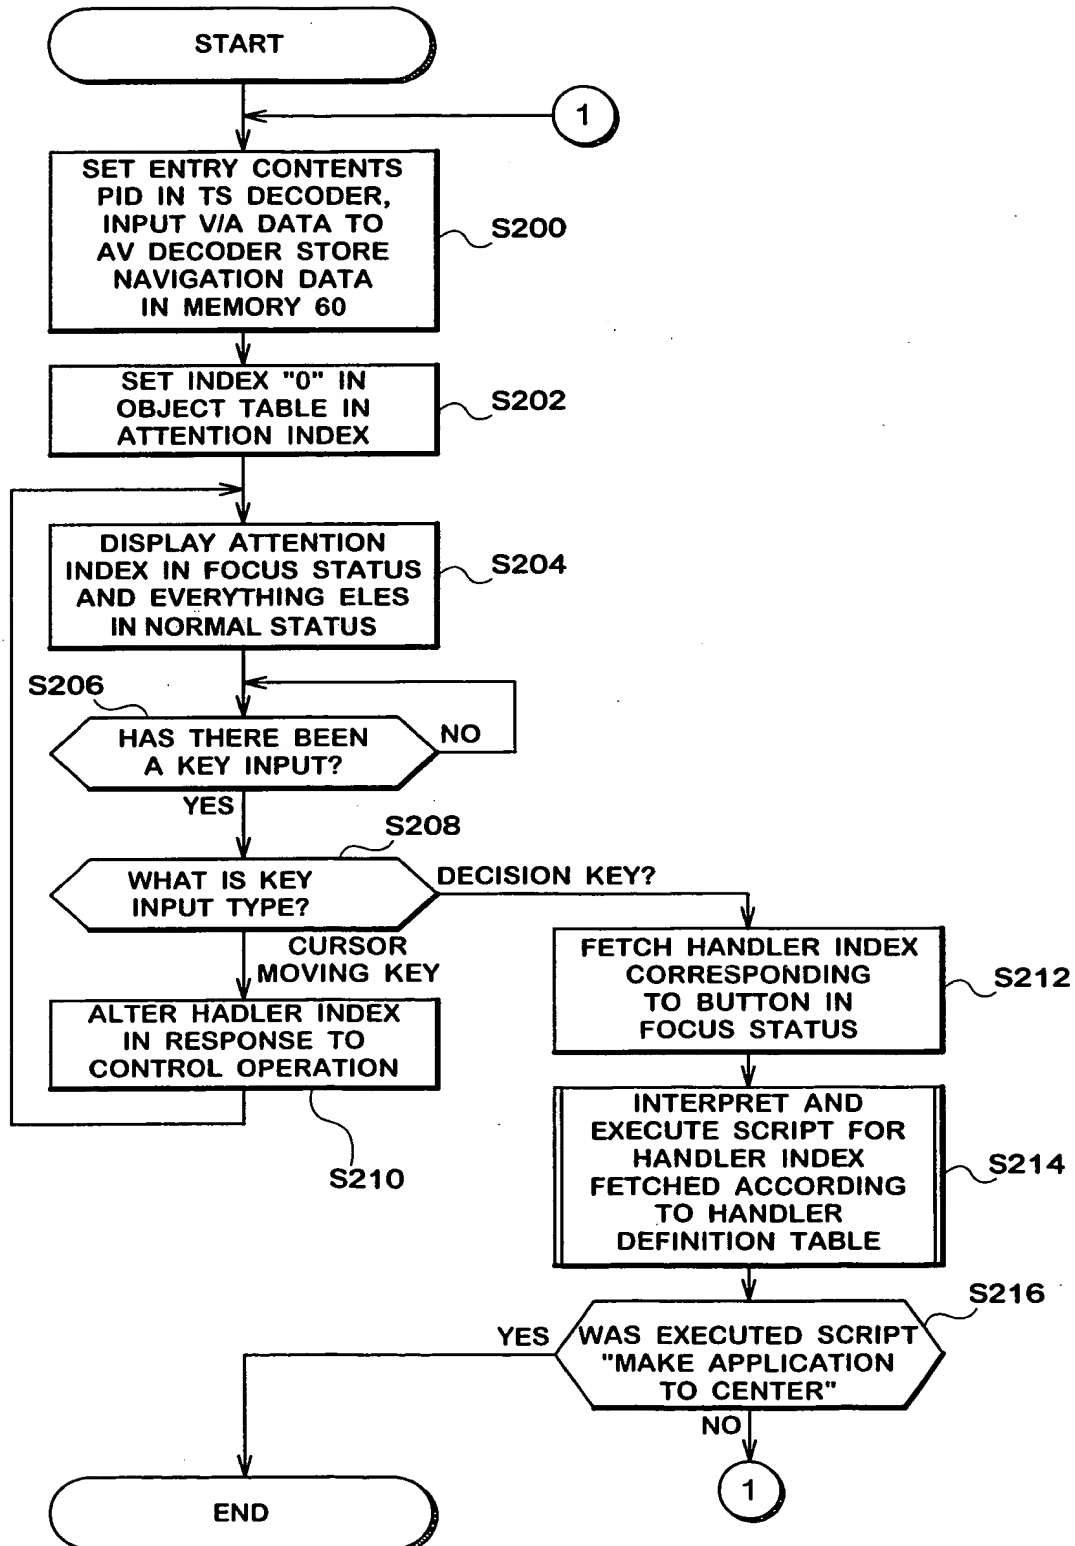 START
1
SET ENTRY CONTENTS
PID IN TS DECODER,
INPUT V/A DATA TO
AV DECODER STORE
NAVIGATION DATA
IN MEMORY 60
S200
SET INDEX "0" IN
OBJECT TABLE IN
ATTENTION INDEX
S202
DISPLAY ATTENTION
INDEX IN FOCUS STATUS
AND EVERYTHING ELES
IN NORMAL STATUS
S204
S206
HAS THERE BEEN
A KEY INPUT?
NO
YES
S208
WHAT IS KEY
INPUT TYPE?
DECISION KEY?
CURSOR
MOVING KEY
ALTER HADLER INDEX
IN RESPONSE TO
CONTROL OPERATION
S210
FETCH HANDLER INDEX
CORRESPONDING
TO BUTTON IN
FOCUS STATUS
S212
INTERPRET AND
EXECUTE SCRIPT FOR
HANDLER INDEX
FETCHED ACCORDING
TO HANDLER
DEFINITION TABLE
S214
S216
WAS EXECUTED SCRIPT
"MAKE APPLICATION
TO CENTER"
YES
NO
1
END